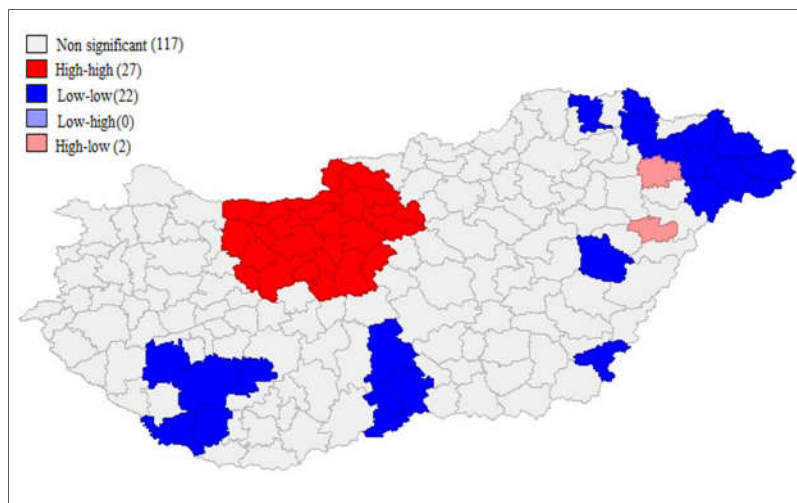 Non significant (117)
High-high (27)
Low-low (22)
Low-high(0)
High-low (2)